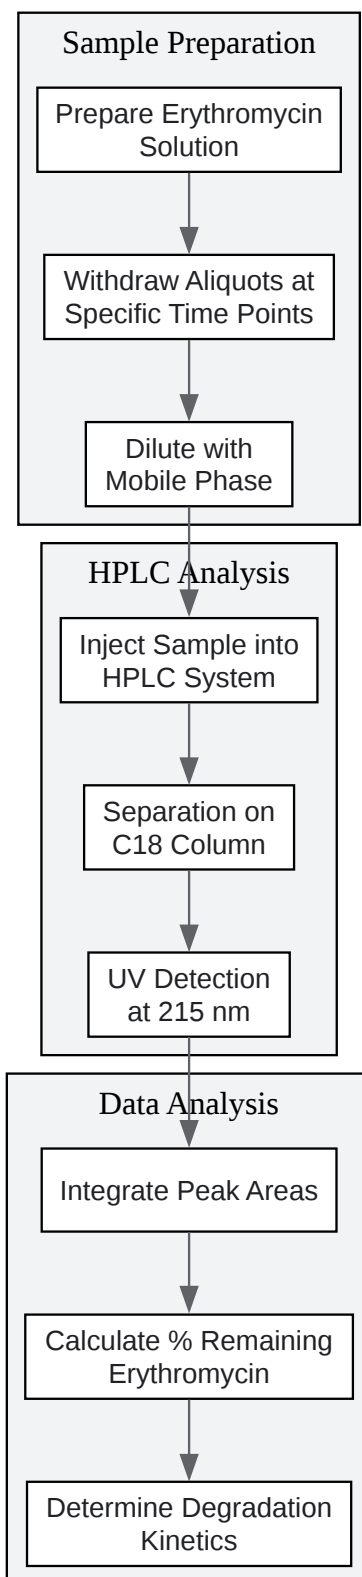 Sample Preparation
Prepare Erythromycin
Solution
Withdraw Aliquots at
Specific Time Points
Dilute with
Mobile Phase
HPLC Analysis
Inject Sample into
HPLC System
Separation on
C18 Column
UV Detection
at 215 nm
Data Analysis
Integrate Peak Areas
Calculate % Remaining
Erythromycin
Determine Degradation
Kinetics